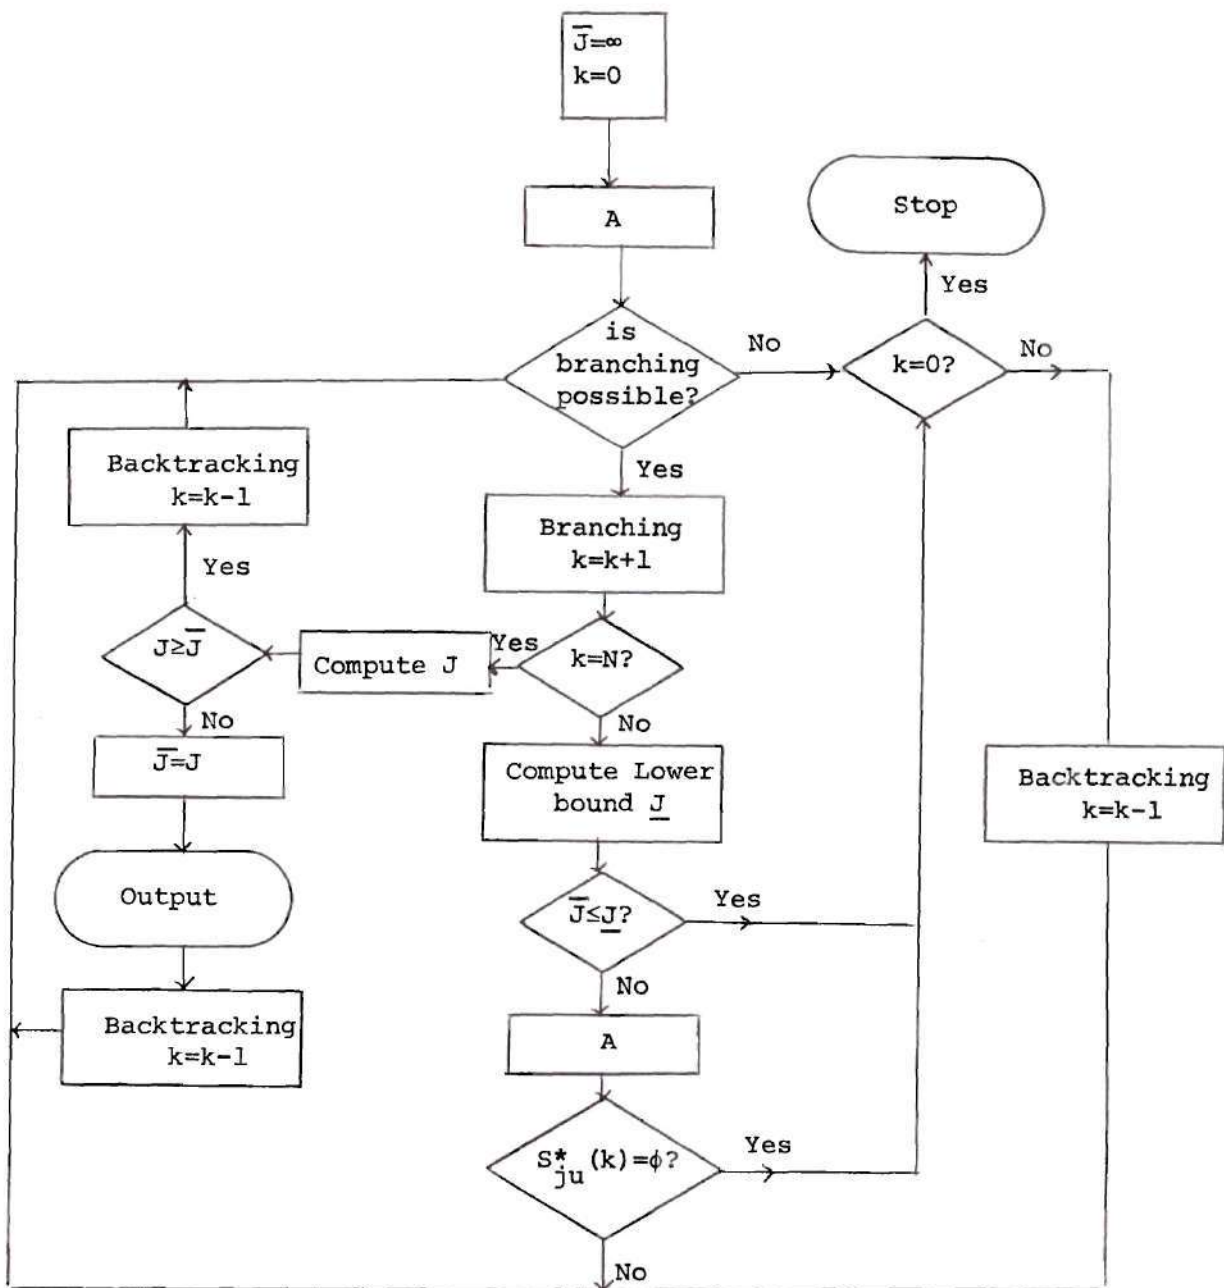 J̅=∞
k=0
A
Stop
Yes
is
branching
possible?
No
k=0?
No
Backtracking
k=k-1
Yes
Branching
k=k+1
Yes
J≥J̅
Compute J
Yes
k=N?
No
J̅=J
No
Compute Lower
bound J̲
Backtracking
k=k-1
Output
J̅≤J̲?
Yes
No
Backtracking
k=k-1
A
S*ju(k)=ϕ?
Yes
No